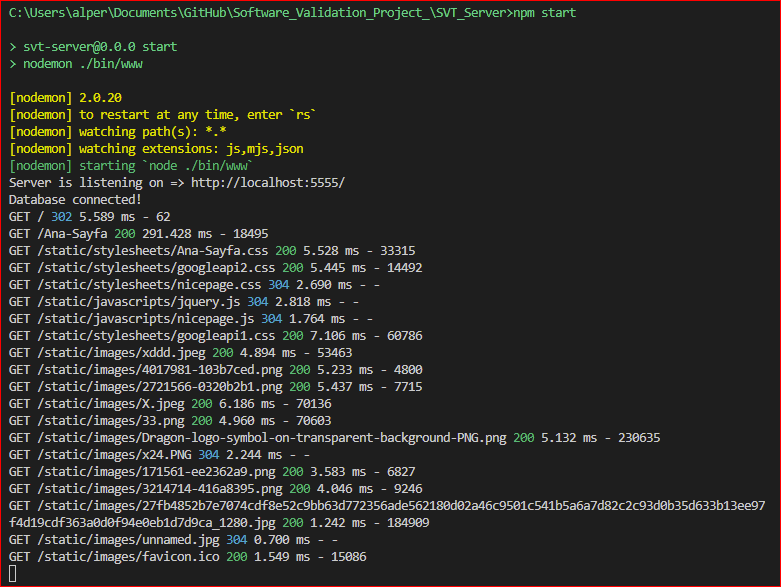 C:\Users\alper\Documents\GitHub\Software_Validation_Project_\SVT_Server>npm start
> svt-server@0.0.0 start
> nodemon ./bin/www
[nodemon] 2.0.20
[nodemon] to restart at any time, enter `rs`
[nodemon] watching path(s): *.*
[nodemon] watching extensions: js,mjs,json
[nodemon] starting `node ./bin/www`
Server is listening on => http://localhost:5555/
Database connected!
GET / 302 5.589 ms - 62
GET /Ana-Sayfa 200 291.428 ms - 18495
GET /static/stylesheets/Ana-Sayfa.css 200 5.528 ms - 33315
GET /static/stylesheets/googleapi2.css 200 5.445 ms - 14492
GET /static/stylesheets/nicepage.css 304 2.690 ms - -
GET /static/javascripts/jquery.js 304 2.818 ms - -
GET /static/javascripts/nicepage.js 304 1.764 ms - -
GET /static/stylesheets/googleapi1.css 200 7.106 ms - 60786
GET /static/images/xddd.jpeg 200 4.894 ms - 53463
GET /static/images/4017981-103b7ced.png 200 5.233 ms - 4800
GET /static/images/2721566-0320b2b1.png 200 5.437 ms - 7715
GET /static/images/X.jpeg 200 6.186 ms - 70136
GET /static/images/33.png 200 4.960 ms - 70603
GET /static/images/Dragon-logo-symbol-on-transparent-background-PNG.png 200 5.132 ms - 230635
GET /static/images/x24.PNG 304 2.244 ms - -
GET /static/images/171561-ee2362a9.png 200 3.583 ms - 6827
GET /static/images/3214714-416a8395.png 200 4.046 ms - 9246
GET /static/images/27fb4852b7e7074cdf8e52c9bb63d772356ade562180d02a46c9501c541b5a6a7d82c2c93d0b35d633b13ee97
f4d19cdf363a0d0f94e0eb1d7d9ca_1280.jpg 200 1.242 ms - 184909
GET /static/images/unnamed.jpg 304 0.700 ms - -
GET /static/images/favicon.ico 200 1.549 ms - 15086